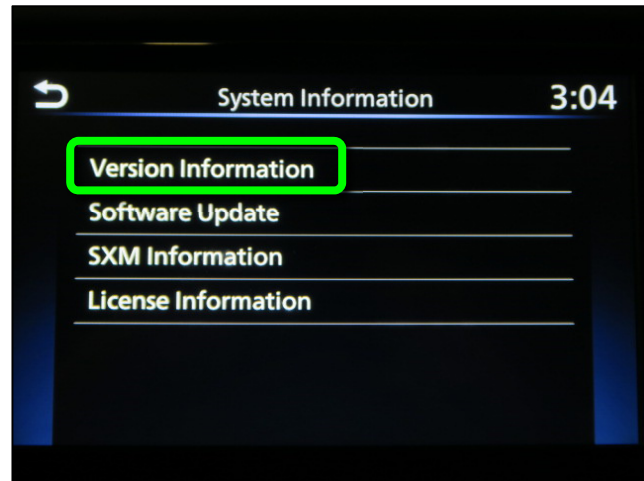 System Information
3:04
Version Information
Software Update
SXM Information
License Information